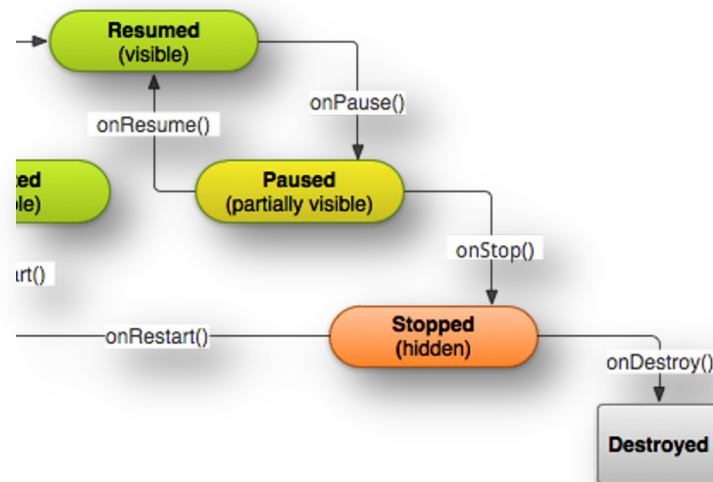 Resumed
(visible)
onPause()
onResume()
Paused
(partially visible)
onStop()
Stopped
(hidden)
onRestart()
onDestroy()
Destroyed